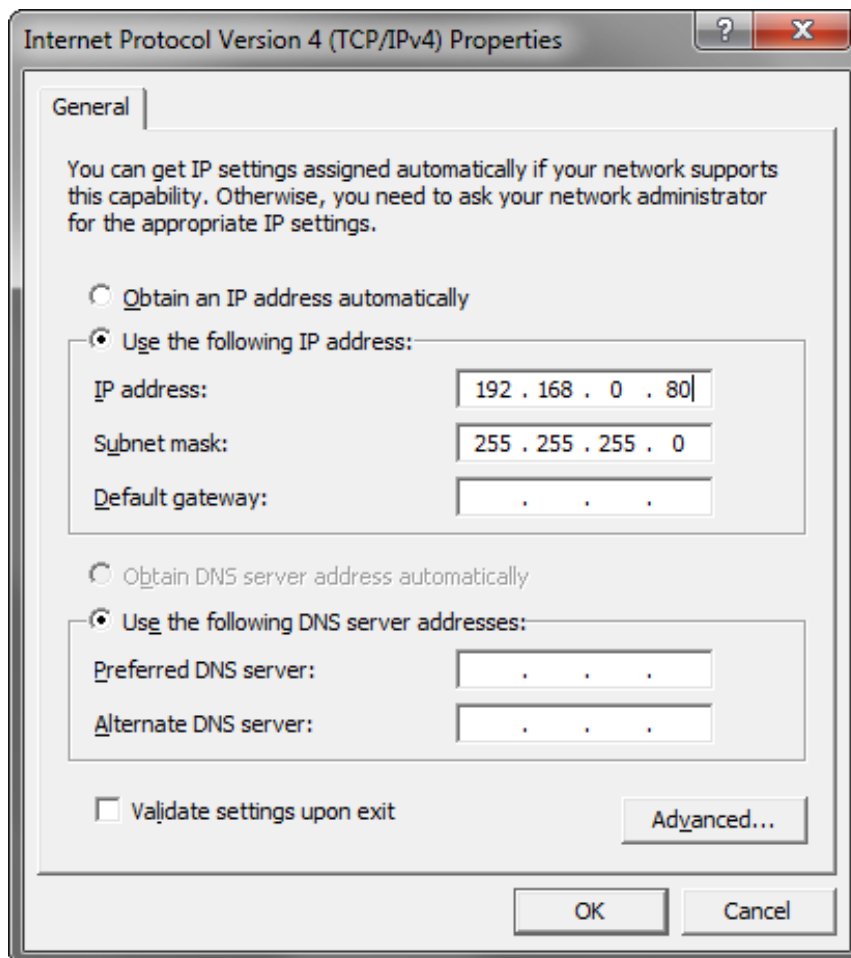 Internet Protocol Version 4 (TCP/IPv4) Properties
?
General
You can get IP settings assigned automatically if your network supports
this capability. Otherwise, you need to ask your network administrator
for the appropriate IP settings.
Obtain an IP address automatically
Use the following IP address:
IP address: 192 . 168 . 0 . 80
Subnet mask: 255 . 255 . 255 . 0
Default gateway: . . .
Obtain DNS server address automatically
Use the following DNS server addresses:
Preferred DNS server: . . .
Alternate DNS server: . . .
Validate settings upon exit
Advanced...
OK Cancel